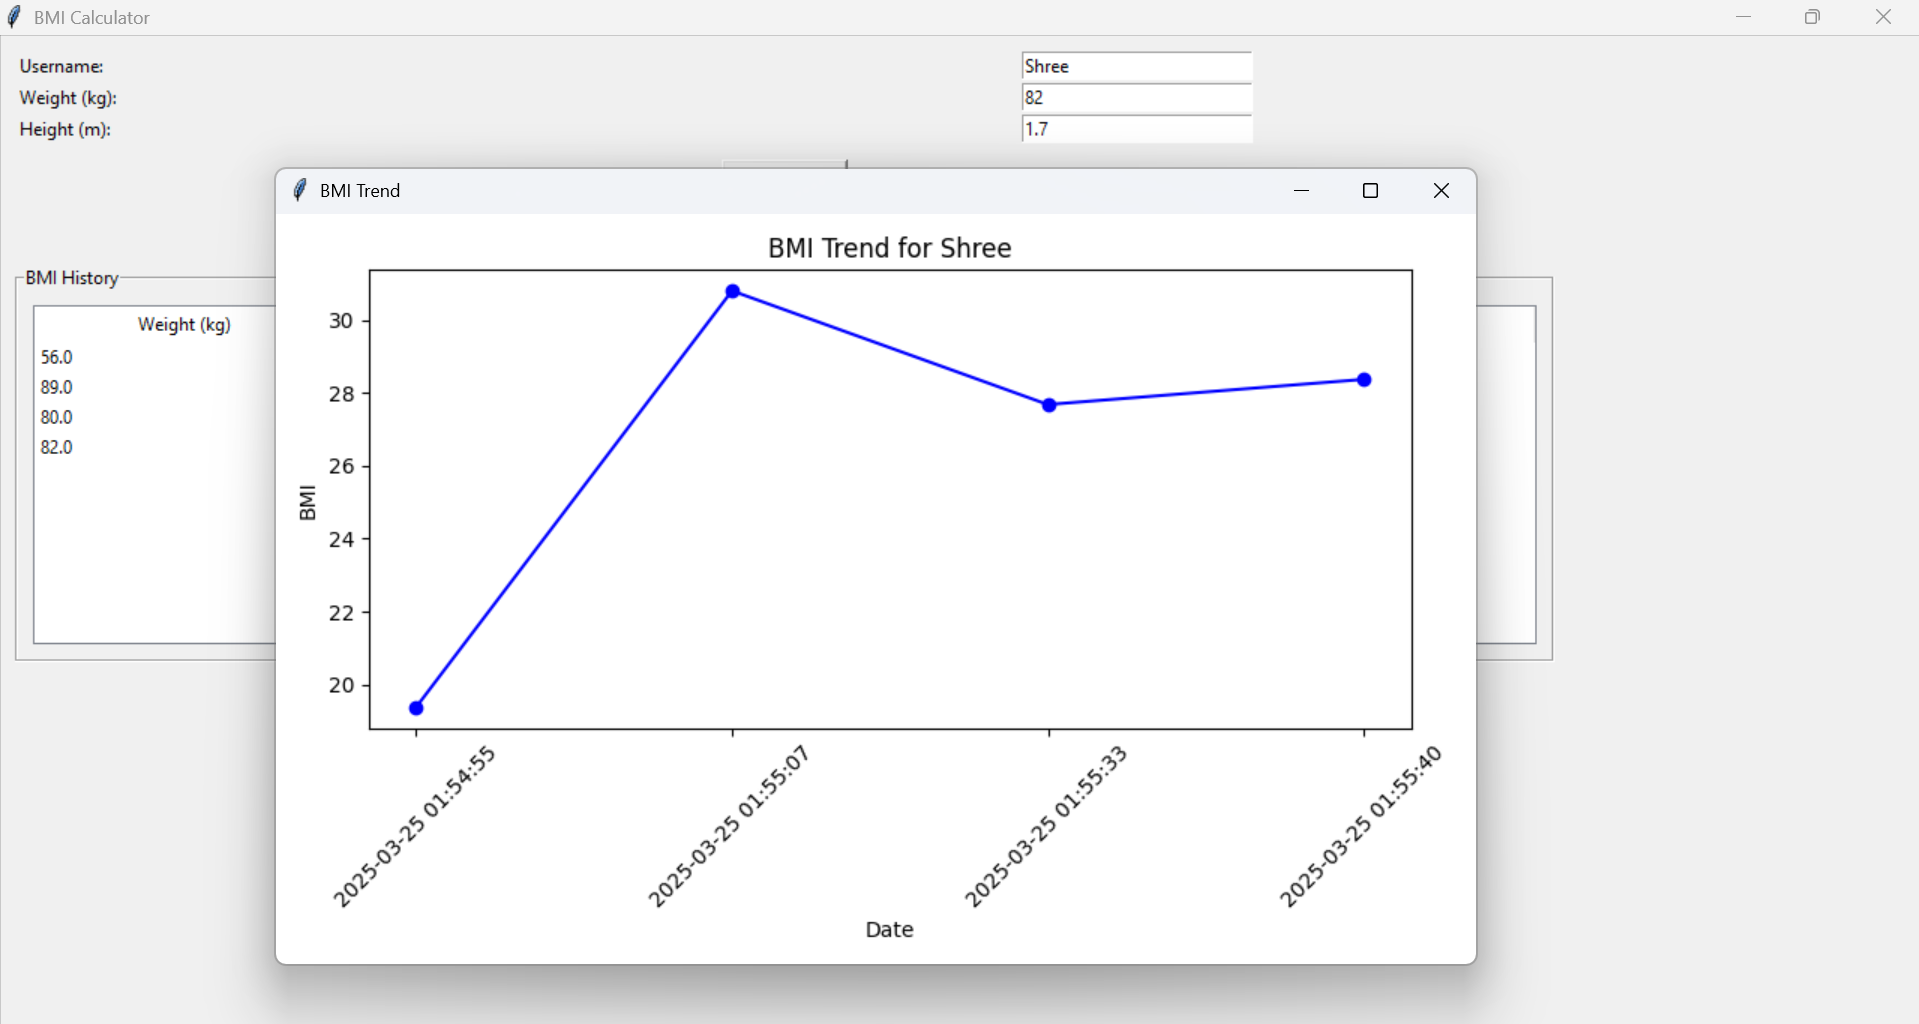 BMI Calculator
Username:
Shree
Weight (kg):
82
Height (m):
1.7
BMI Trend
BMI Trend for Shree
BMI History
Weight (kg)
56.0
89.0
80.0
82.0
30
28
26
24
22
20
BMI
2025-03-25 01:54:55
2025-03-25 01:55:07
2025-03-25 01:55:33
2025-03-25 01:55:40
Date